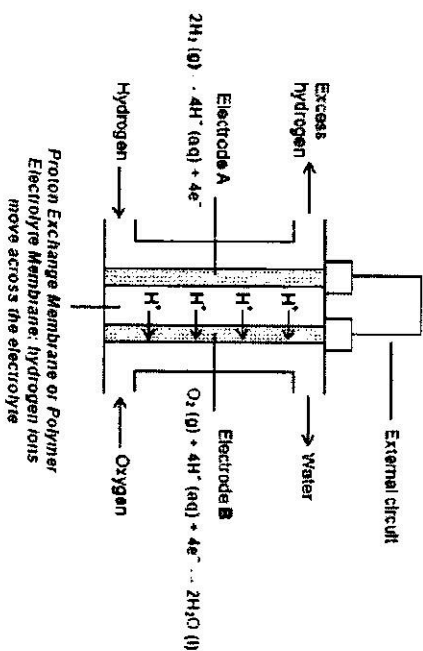 External circuit
Excess
hydrogen
Water
H⁺
H⁺
H⁺
H⁺
Electrode A
Electrode B
2H₂ (g) → 4H⁺ (aq) + 4e⁻
O₂ (g) + 4H⁺ (aq) + 4e⁻ → 2H₂O (l)
Hydrogen
Oxygen
Proton Exchange Membrane or Polymer
Electrolyte Membrane: hydrogen ions
move across the electrolyte